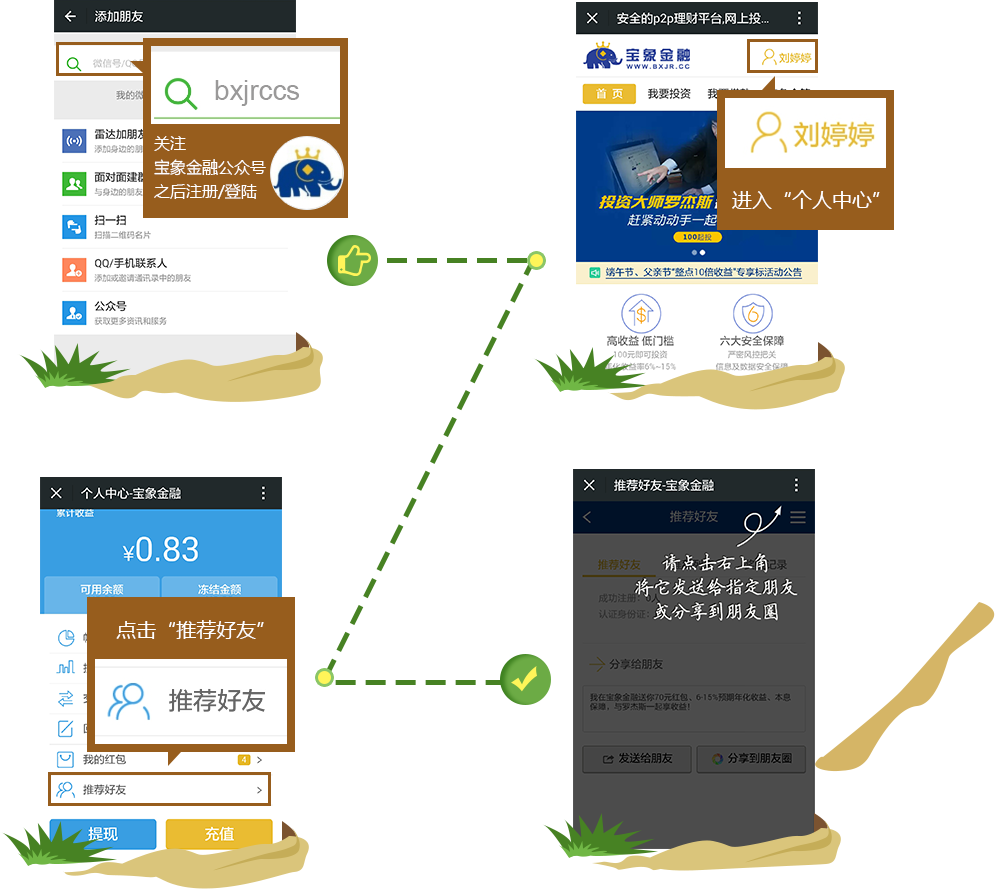 添加朋友
微信号/QQ
我的微
bxjrccs
关注
宝象金融公众号
之后注册/登陆
雷达加朋友
添加身边的朋
面对面建群
与身边的朋友
扫一扫
扫描二维码名片
QQ/手机联系人
添加或邀请通讯录中的朋友
公众号
获取更多资讯和服务
安全的p2p理财平台,网上投...
宝象金融
WWW.BXJR.CC
刘婷婷
首 页
我要投资
刘婷婷
进入“个人中心”
投资大师罗杰斯
赶紧动动手一起
100起投
端午节、父亲节“整点10倍收益”专享标活动公告
高收益 低门槛
100元即可投资
化收益率6%~15%
六大安全保障
严密风控把关
信息及数据安全保障
个人中心-宝象金融
累计收益
¥0.83
可用余额
冻结金额
点击“推荐好友”
推荐好友
我的红包
4
推荐好友
提现
充值
推荐好友-宝象金融
推荐好友
推荐好友
记录
请点击右上角
将它发送给指定朋友
或分享到朋友圈
成功注册：0人
认证身份证：
分享给朋友
我在宝象金融送你70元红包，6-15%预期年化收益，本息
保障，与罗杰斯一起享收益！
发送给朋友
分享到朋友圈